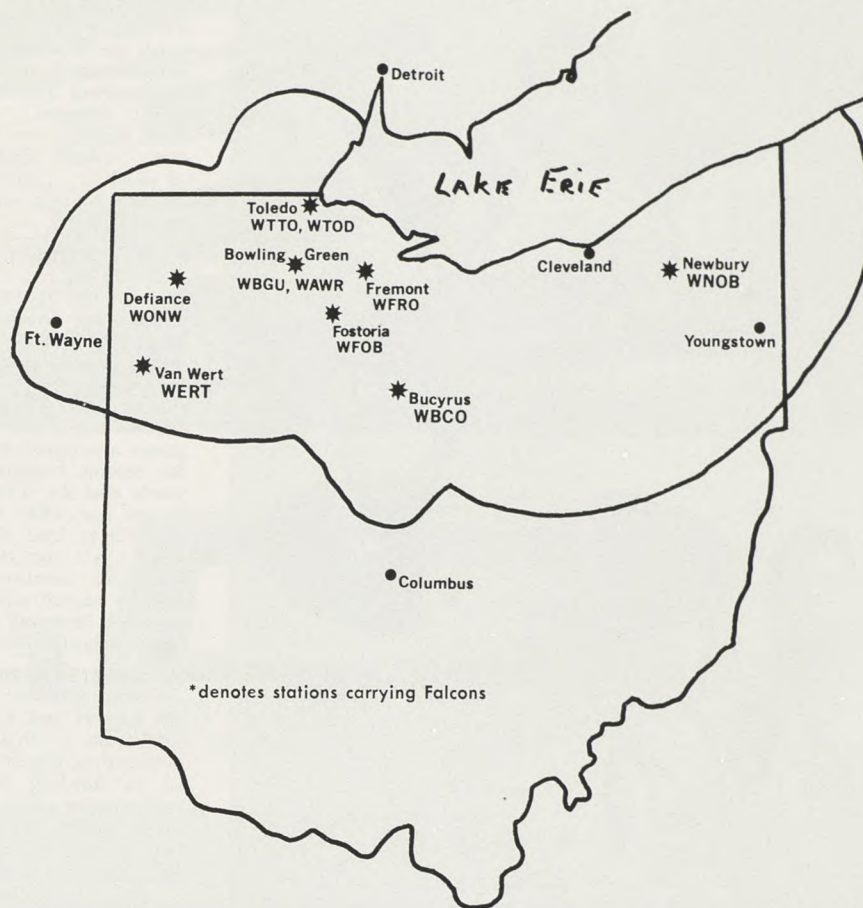 Detroit
LAKE ERIE
Toledo
WTTO, WTOD
Bowling Green
WBGU, WAWR
Fremont
WFRO
Cleveland
Newbury
WNOB
Defiance
WONW
Fostoria
WFOB
Ft. Wayne
Youngstown
Van Wert
WERT
Bucyrus
WBCO
Columbus
*denotes stations carrying Falcons